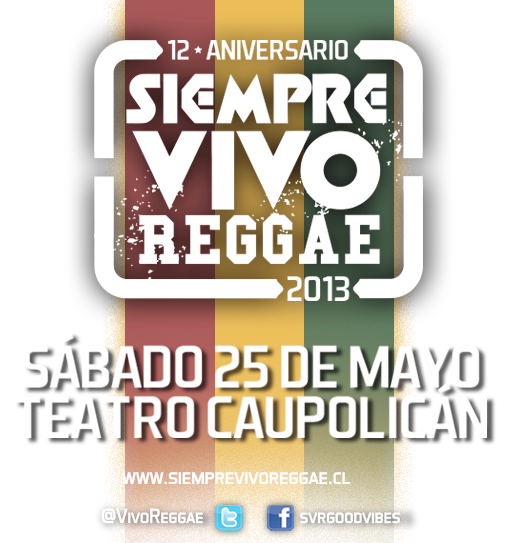 12 * ANIVERSARIO
SIEMPRE
VIVO
REGGAE
2013
SÁBADO 25 DE MAYO
TEATRO CAUPOLICÁN
WWW.SIEMPREVIVOREGGAE.CL
@VIVOREGGAE SVRGOODVIBES